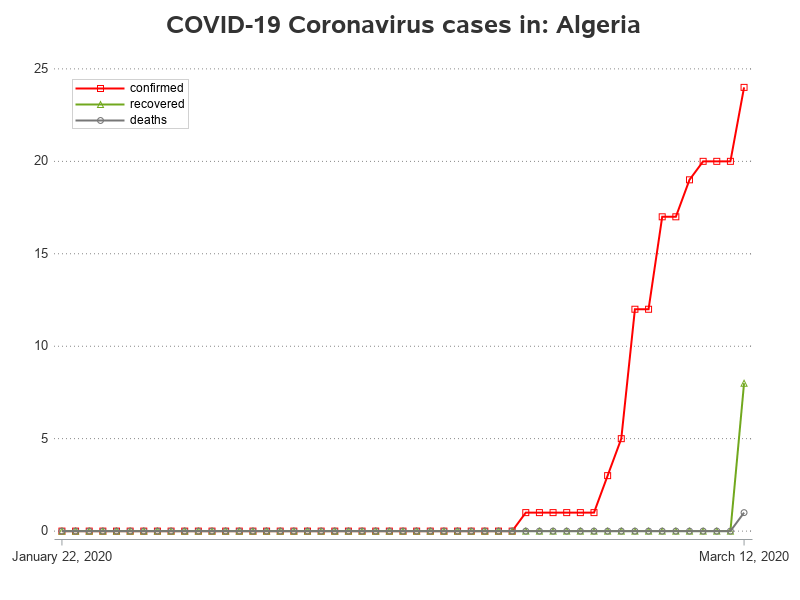 COVID-19 Coronavirus cases in: Algeria
25
confirmed
recovered
deaths
20
15
10
5
0
January 22, 2020
March 12, 2020